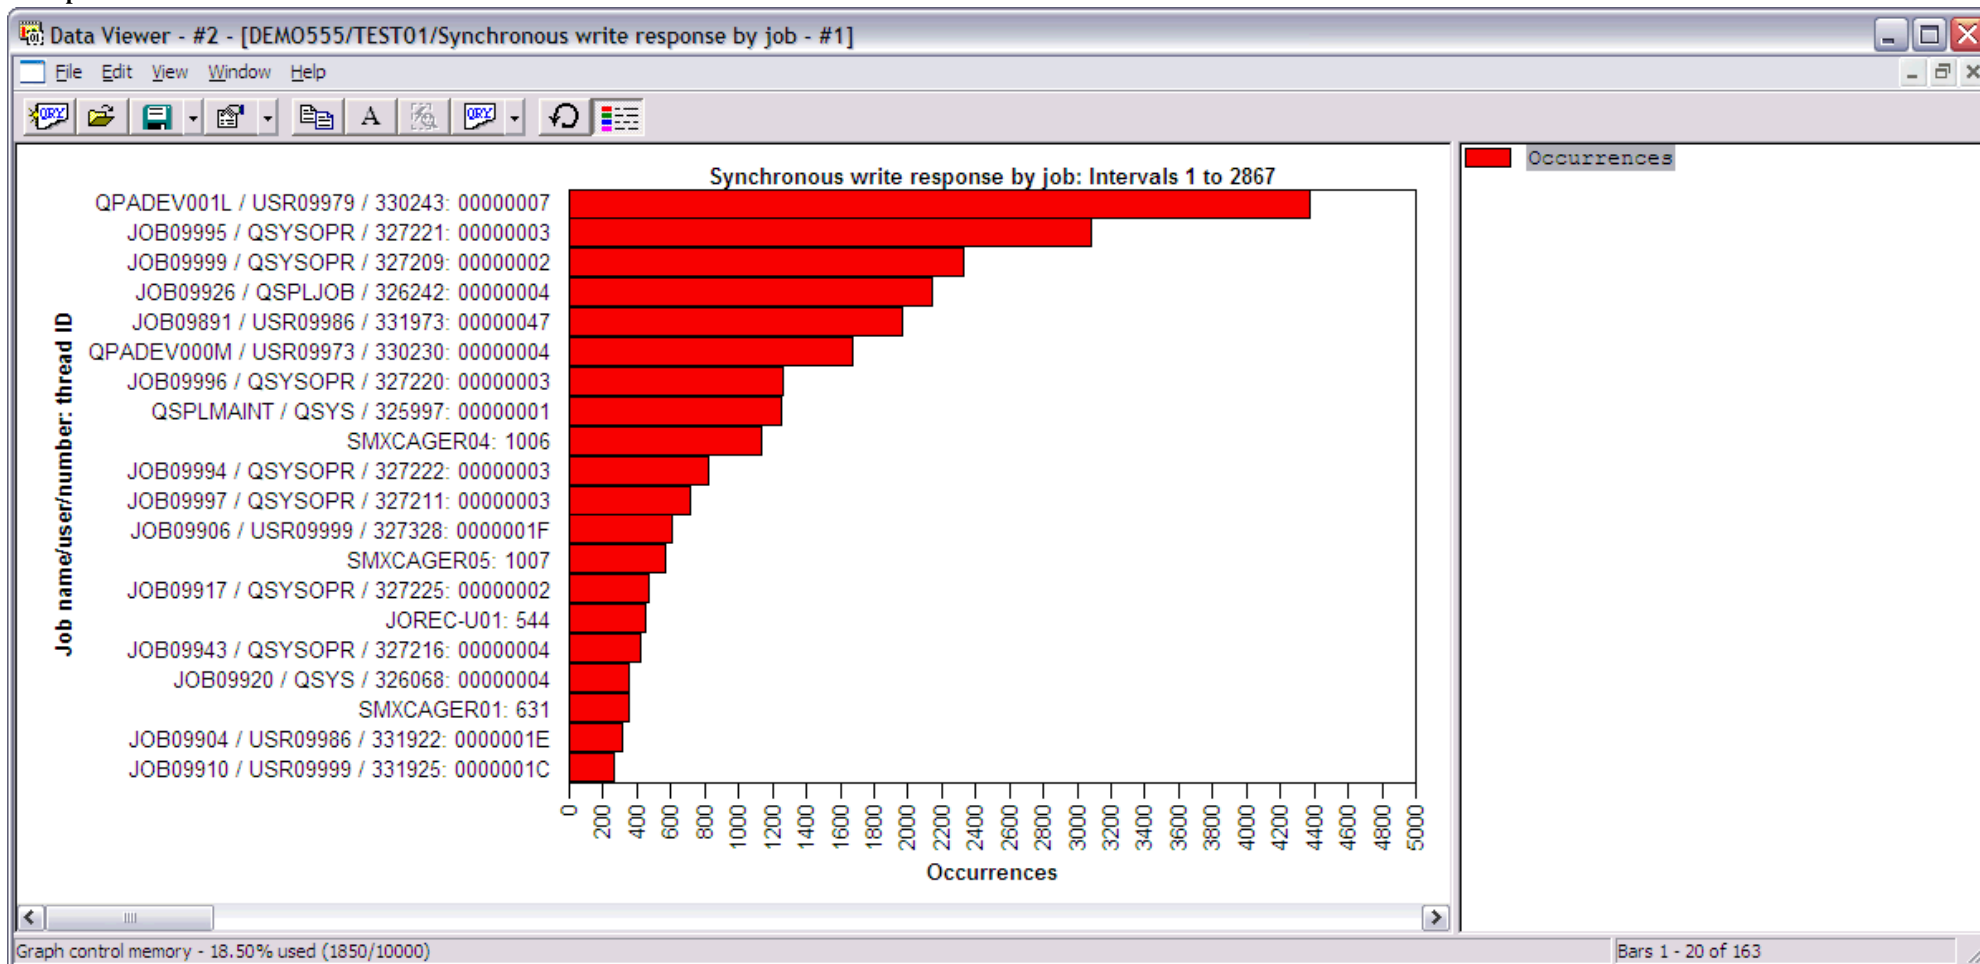 Data Viewer - #2 - [DEMO555/TEST01/Synchronous write response by job - #1]
File Edit View Window Help
QRY A QRY
Synchronous write response by job: Intervals 1 to 2867
Occurrences
Job name/user/number: thread ID
QPADEV001L / USR09979 / 330243: 00000007
JOB09995 / QSYSOPR / 327221: 00000003
JOB09999 / QSYSOPR / 327209: 00000002
JOB09926 / QSPLJOB / 326242: 00000004
JOB09891 / USR09986 / 331973: 00000047
QPADEV000M / USR09973 / 330230: 00000004
JOB09996 / QSYSOPR / 327220: 00000003
QSPLMAINT / QSYS / 325997: 00000001
SMXCAGER04: 1006
JOB09994 / QSYSOPR / 327222: 00000003
JOB09997 / QSYSOPR / 327211: 00000003
JOB09906 / USR09999 / 327328: 0000001F
SMXCAGER05: 1007
JOB09917 / QSYSOPR / 327225: 00000002
JOREC-U01: 544
JOB09943 / QSYSOPR / 327216: 00000004
JOB09920 / QSYS / 326068: 00000004
SMXCAGER01: 631
JOB09904 / USR09986 / 331922: 0000001E
JOB09910 / USR09999 / 331925: 0000001C
0 200 400 600 800 1000 1200 1400 1600 1800 2000 2200 2400 2600 2800 3000 3200 3400 3600 3800 4000 4200 4400 4600 4800 5000
Occurrences
Graph control memory - 18.50% used (1850/10000)
Bars 1 - 20 of 163